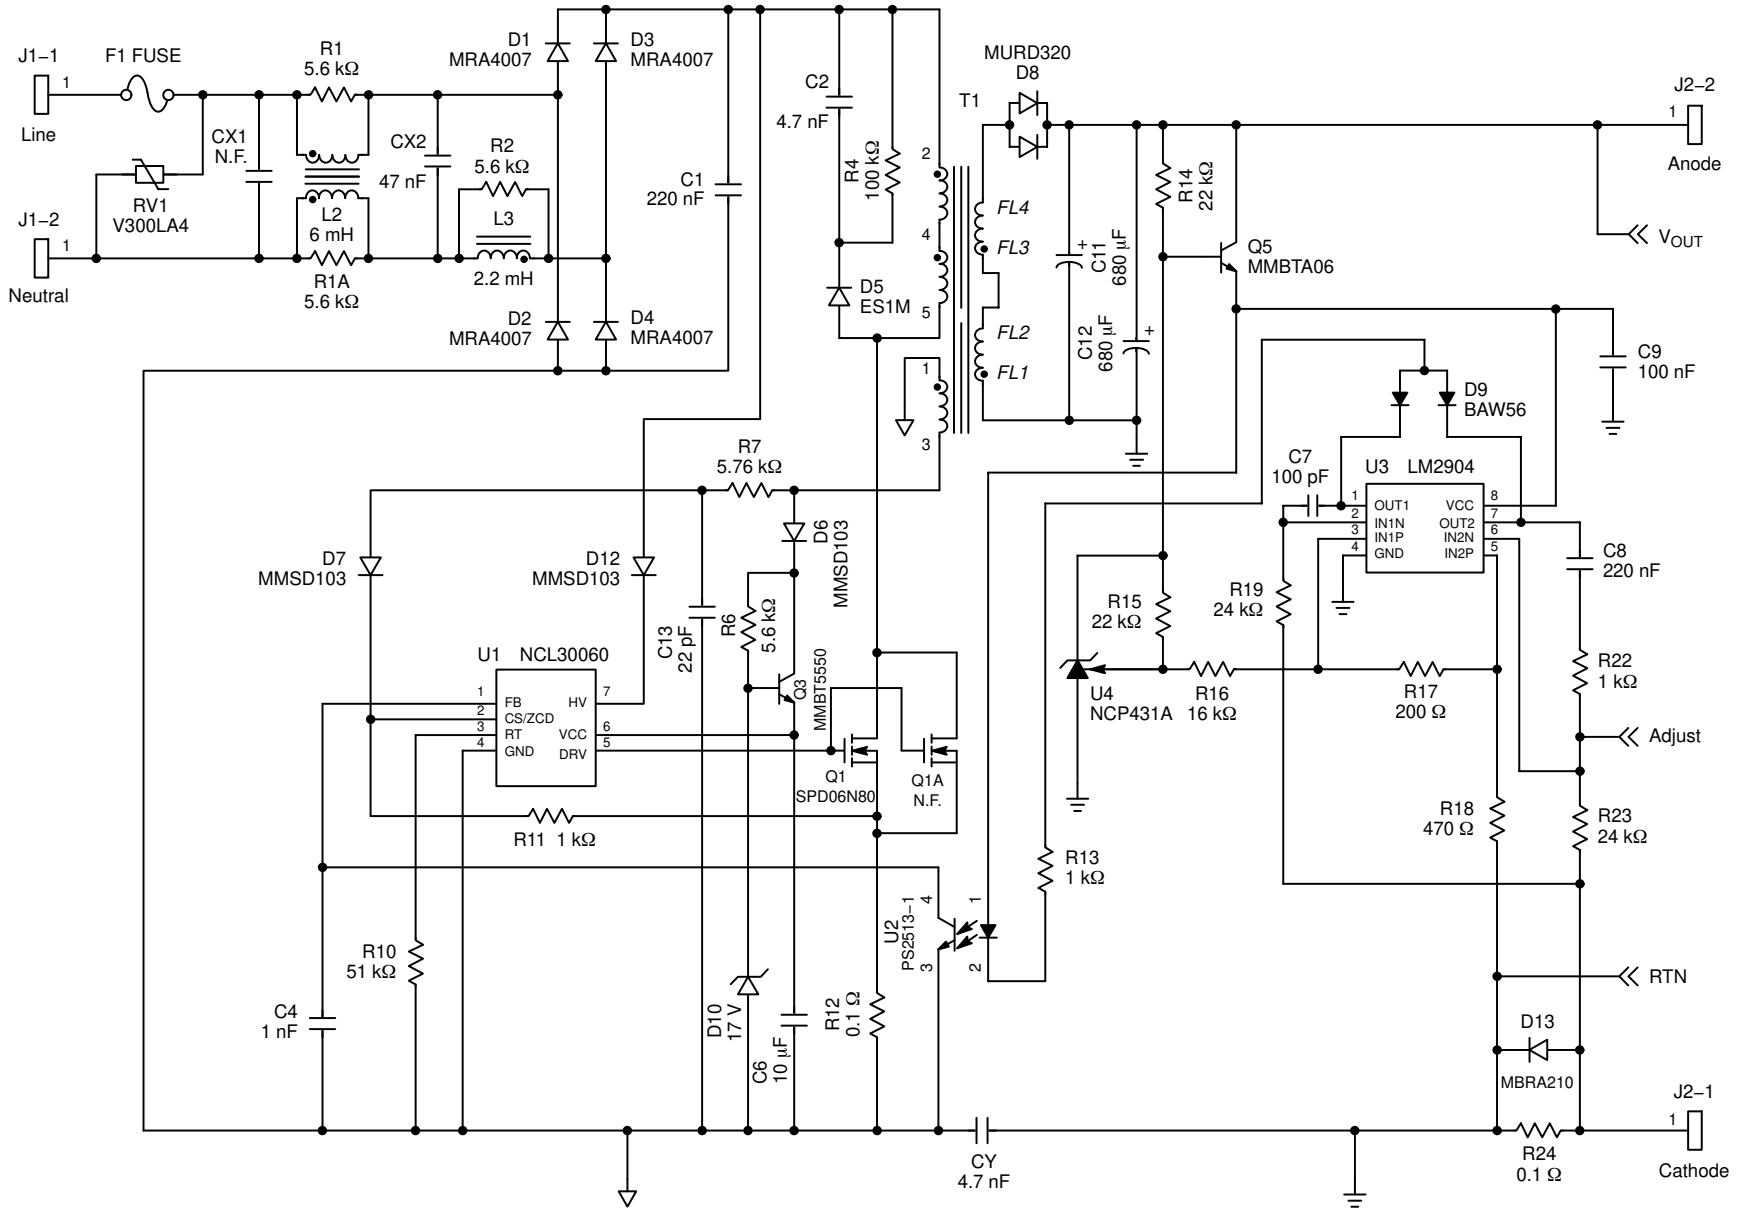 J1−1
1
Line
F1 FUSE
R1
5.6 kΩ
D1
MRA4007
D3
MRA4007
CX1
N.F.
CX2
47 nF
RV1
V300LA4
J1−2
1
Neutral
L2
6 mH
R1A
5.6 kΩ
R2
5.6 kΩ
L3
2.2 mH
D2
MRA4007
D4
MRA4007
C1
220 nF
C2
4.7 nF
R4
100 kΩ
D5
ES1M
T1
2
4
5
1
3
MURD320
D8
FL4
FL3
FL2
FL1
C11
680 µF
+
C12
680 µF
+
R14
22 kΩ
Q5
MMBTA06
J2−2
1
Anode
VOUT
C9
100 nF
D9
BAW56
C7
100 pF
U3
LM2904
1
2
3
4
OUT1
IN1N
IN1P
GND
VCC
OUT2
IN2N
IN2P
8
7
6
5
C8
220 nF
R7
5.76 kΩ
D6
MMSD103
D7
MMSD103
D12
MMSD103
C13
22 pF
R6
5.6 kΩ
Q3
MMBT5550
U1
NCL30060
1
2
3
4
FB
CS/ZCD
RT
GND
HV
VCC
DRV
7
6
5
Q1
SPD06N80
Q1A
N.F.
R11 1 kΩ
R15
22 kΩ
U4
NCP431A
R16
16 kΩ
R17
200 Ω
R19
24 kΩ
R22
1 kΩ
Adjust
R18
470 Ω
R23
24 kΩ
R13
1 kΩ
U2
PS2513−1
4
3
1
2
RTN
R10
51 kΩ
C4
1 nF
D10
17 V
C6
10 µF
R12
0.1 Ω
D13
MBRA210
CY
4.7 nF
R24
0.1 Ω
J2−1
1
Cathode